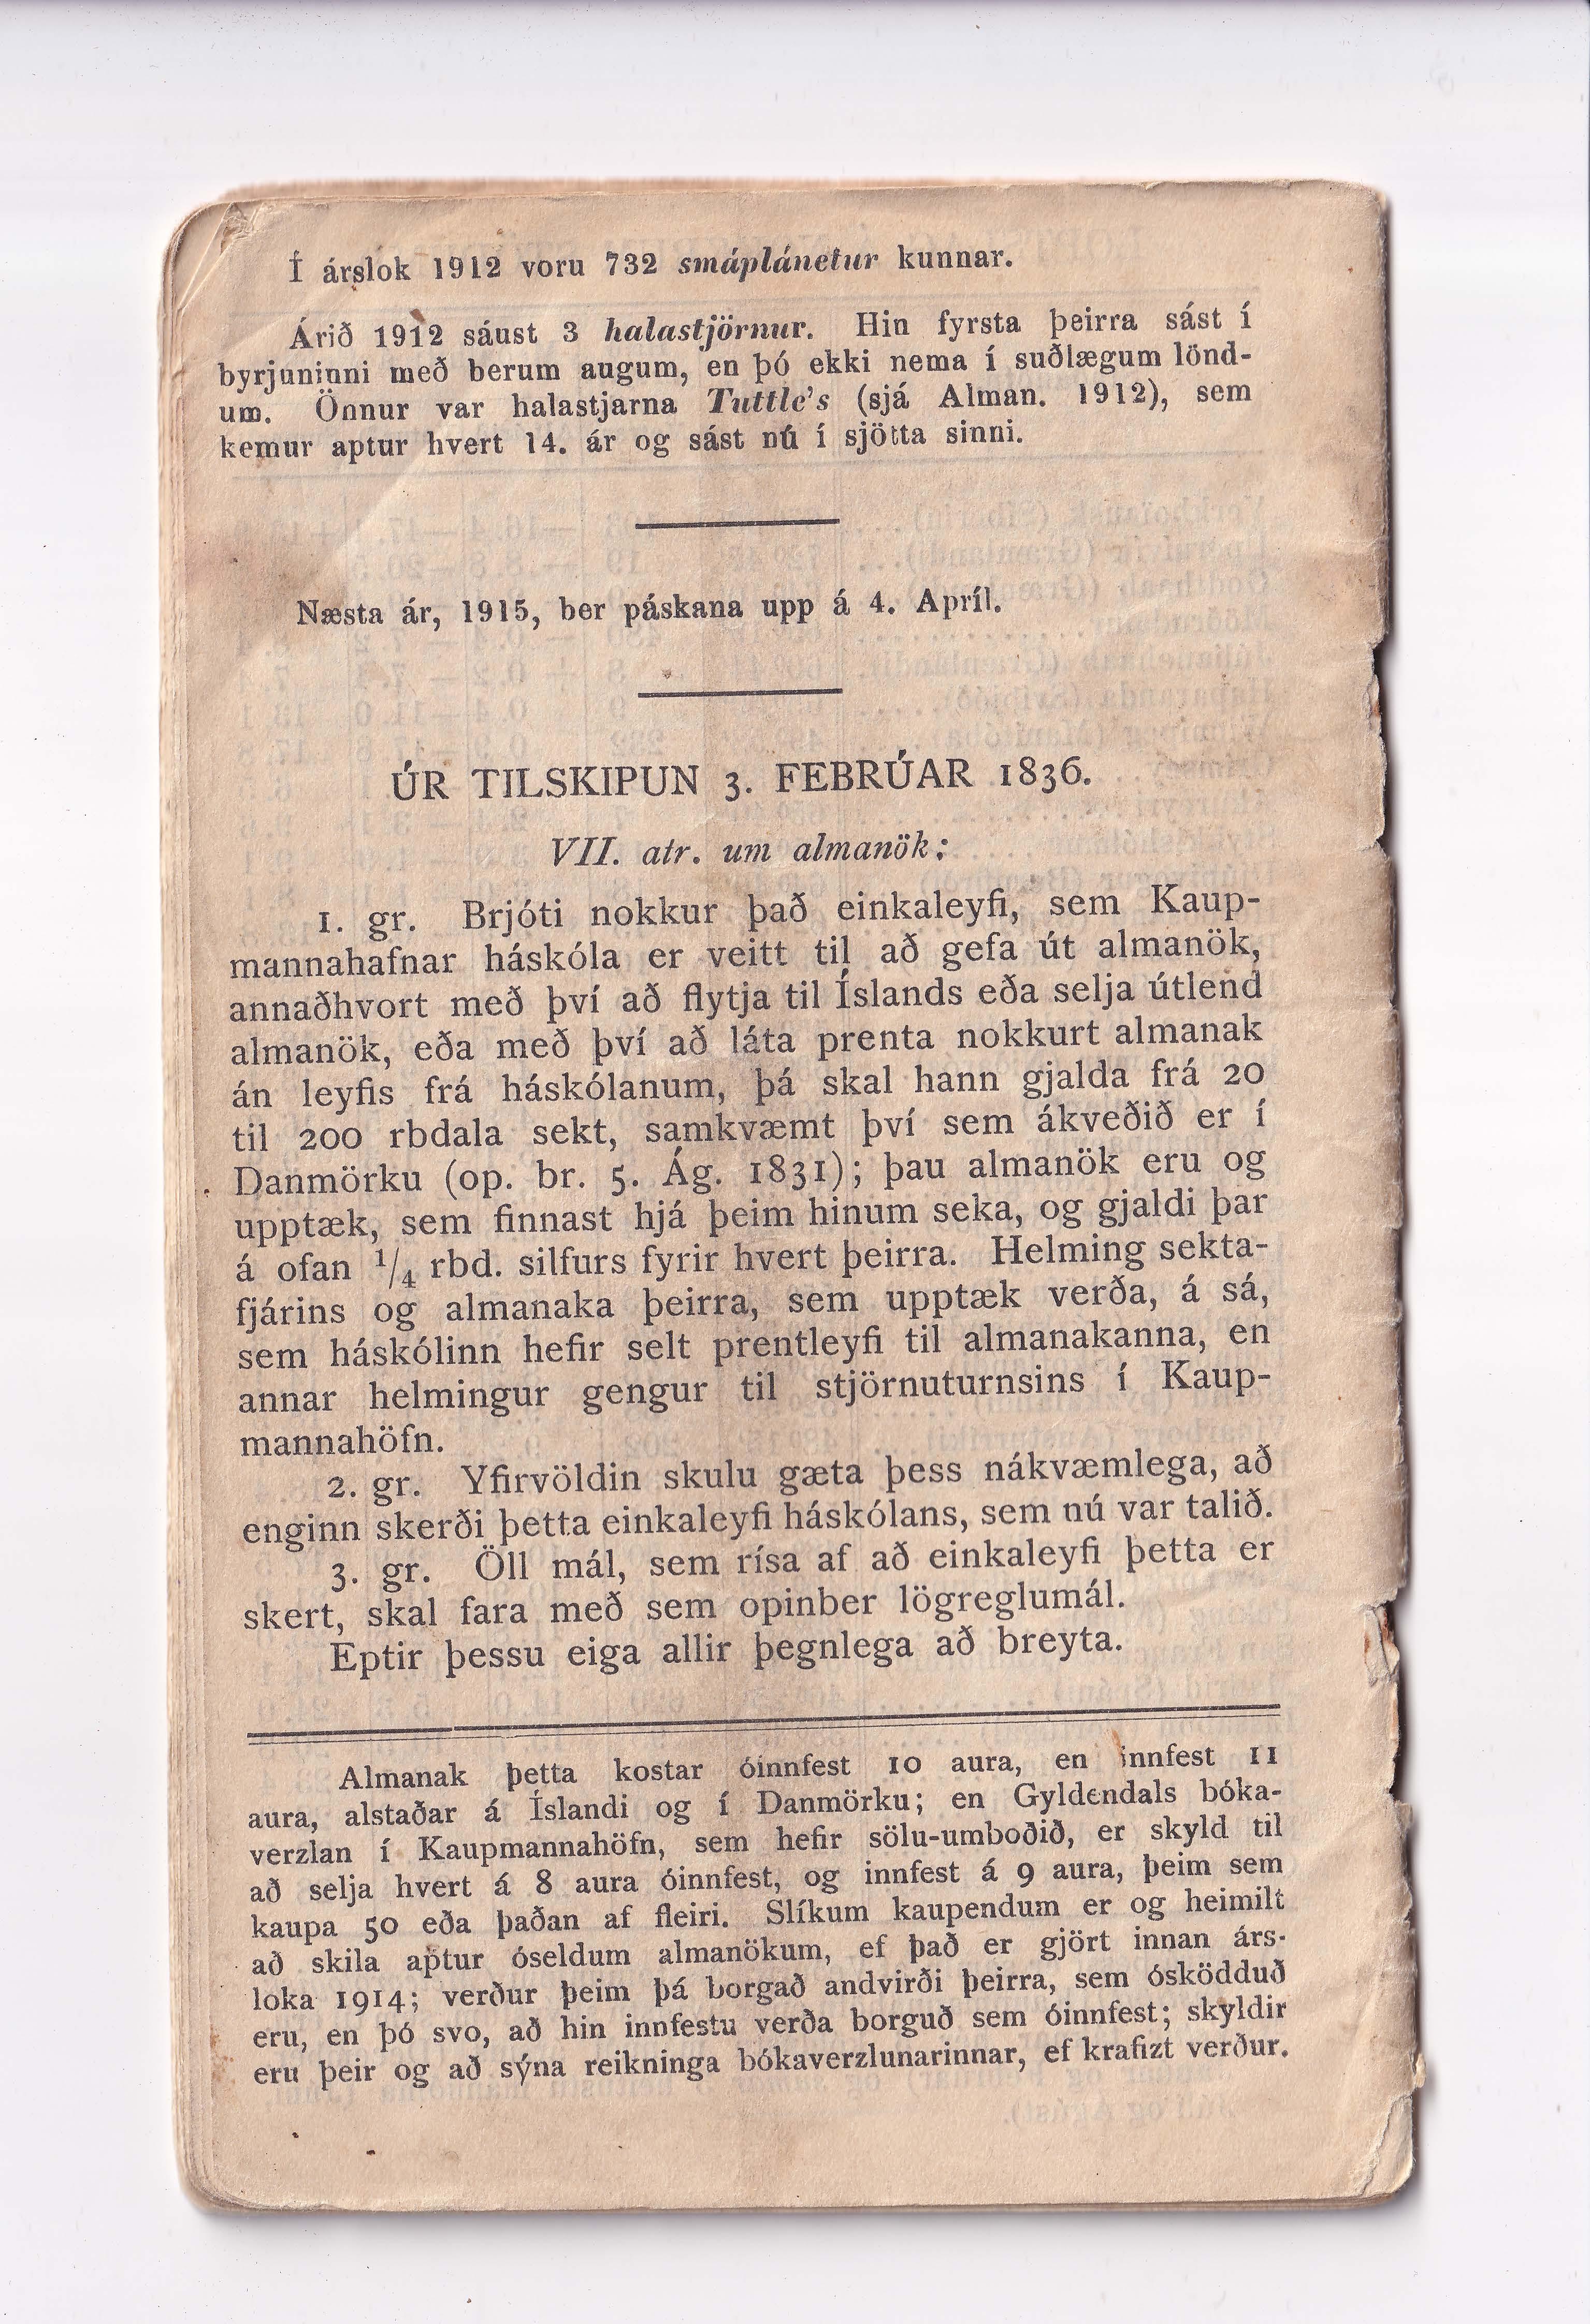 Í árslok 1912 voru 732 smáplánetur kunnar.
Árið 1912 sáust 3 halastjörnur. Hin fyrsta þeirra sást í
byrjuninni með berum augum, en þó ekki nema í suðlægum lönd-
um. Önnur var halastjarna Tuttle's (sjá Alman. 1912), sem
kemur aptur hvert 14. ár og sást nú í sjötta sinni.
Næsta ár, 1915, ber páskana upp á 4. Apríl.
ÚR TILSKIPUN 3. FEBRÚAR 1836.
VII. atr. um almanök:
1. gr. Brjóti nokkur það einkaleyfi, sem Kaup-
mannahafnar háskóla er veitt til að gefa út almanök,
annaðhvort með því að flytja til Íslands eða selja útlend
almanök, eða með því að láta prenta nokkurt almanak
án leyfis frá háskólanum, þá skal hann gjalda frá 20
til 200 rbdala sekt, samkvæmt því sem ákveðið er í
Danmörku (op. br. 5. Ág. 1831); þau almanök eru og
upptæk, sem finnast hjá þeim hinum seka, og gjaldi þar
á ofan 1/4 rbd. silfurs fyrir hvert þeirra. Helming sekta-
fjárins og almanaka þeirra, sem upptæk verða, á sá,
sem háskólinn hefir selt prentleyfi til almanakanna, en
annar helmingur gengur til stjörnuturnsins í Kaup-
mannahöfn.
2. gr. Yfirvöldin skulu gæta þess nákvæmlega, að
enginn skerði þetta einkaleyfi háskólans, sem nú var talið.
3. gr. Öll mál, sem rísa af að einkaleyfi þetta er
skert, skal fara með sem opinber lögreglumál.
Eptir þessu eiga allir þegnlega að breyta.
Almanak þetta kostar óinnfest 10 aura, en innfest 11
aura, alstaðar á Íslandi og í Danmörku; en Gyldendals bóka-
verzlan í Kaupmannahöfn, sem hefir sölu-umboðið, er skyld til
að selja hvert á 8 aura óinnfest, og innfest á 9 aura, þeim sem
kaupa 50 eða þaðan af fleiri. Slíkum kaupendum er og heimilt
að skila aptur óseldum almanökum, ef það er gjört innan árs-
loka 1914; verður þeim þá borgað andvirði þeirra, sem ósködduð
eru, en þó svo, að hin innfestu verða borguð sem óinnfest; skyldir
eru þeir og að sýna reikninga bókaverzlunarinnar, ef krafizt verður.